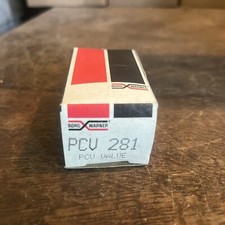 BORG WARNER
PCV 281
PCV VALVE